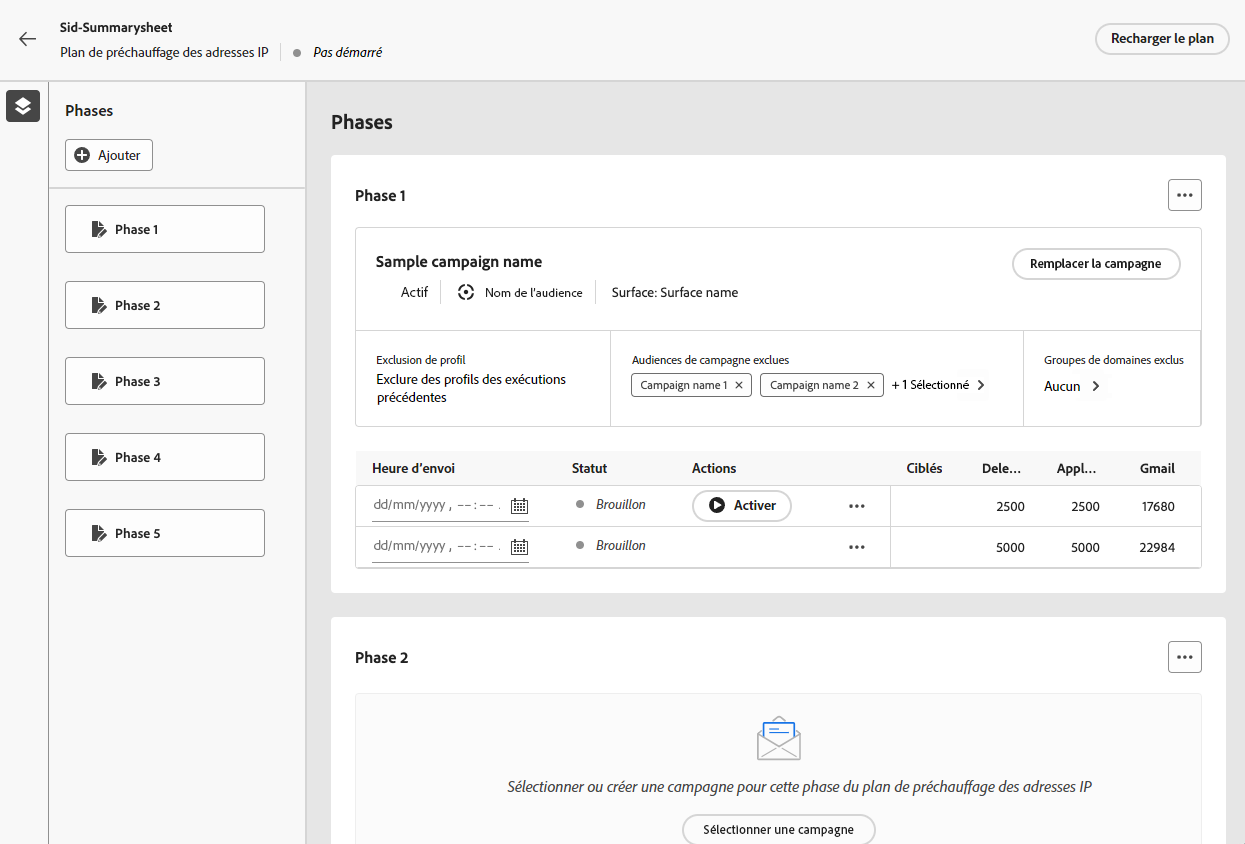 Sid-Summarysheet
Plan de préchauffage des adresses IP
Pas démarré
Recharger le plan
Phases
Ajouter
Phase 1
Phase 2
Phase 3
Phase 4
Phase 5
Phases
Phase 1
Sample campaign name
Remplacer la campagne
Actif
Nom de l'audience
Surface: Surface name
Exclusion de profil
Exclure des profils des exécutions
précédentes
Audiences de campagne exclues
Campaign name 1
Campaign name 2
+ 1 Sélectionné
Groupes de domaines exclus
Aucun
Heure d'envoi Statut Actions Ciblés Dele... Appl... Gmail
dd/mm/yyyy , --:-- . Brouillon Activer 2500 2500 17680
dd/mm/yyyy , --:-- . Brouillon 5000 5000 22984
Phase 2
Sélectionner ou créer une campagne pour cette phase du plan de préchauffage des adresses IP
Sélectionner une campagne